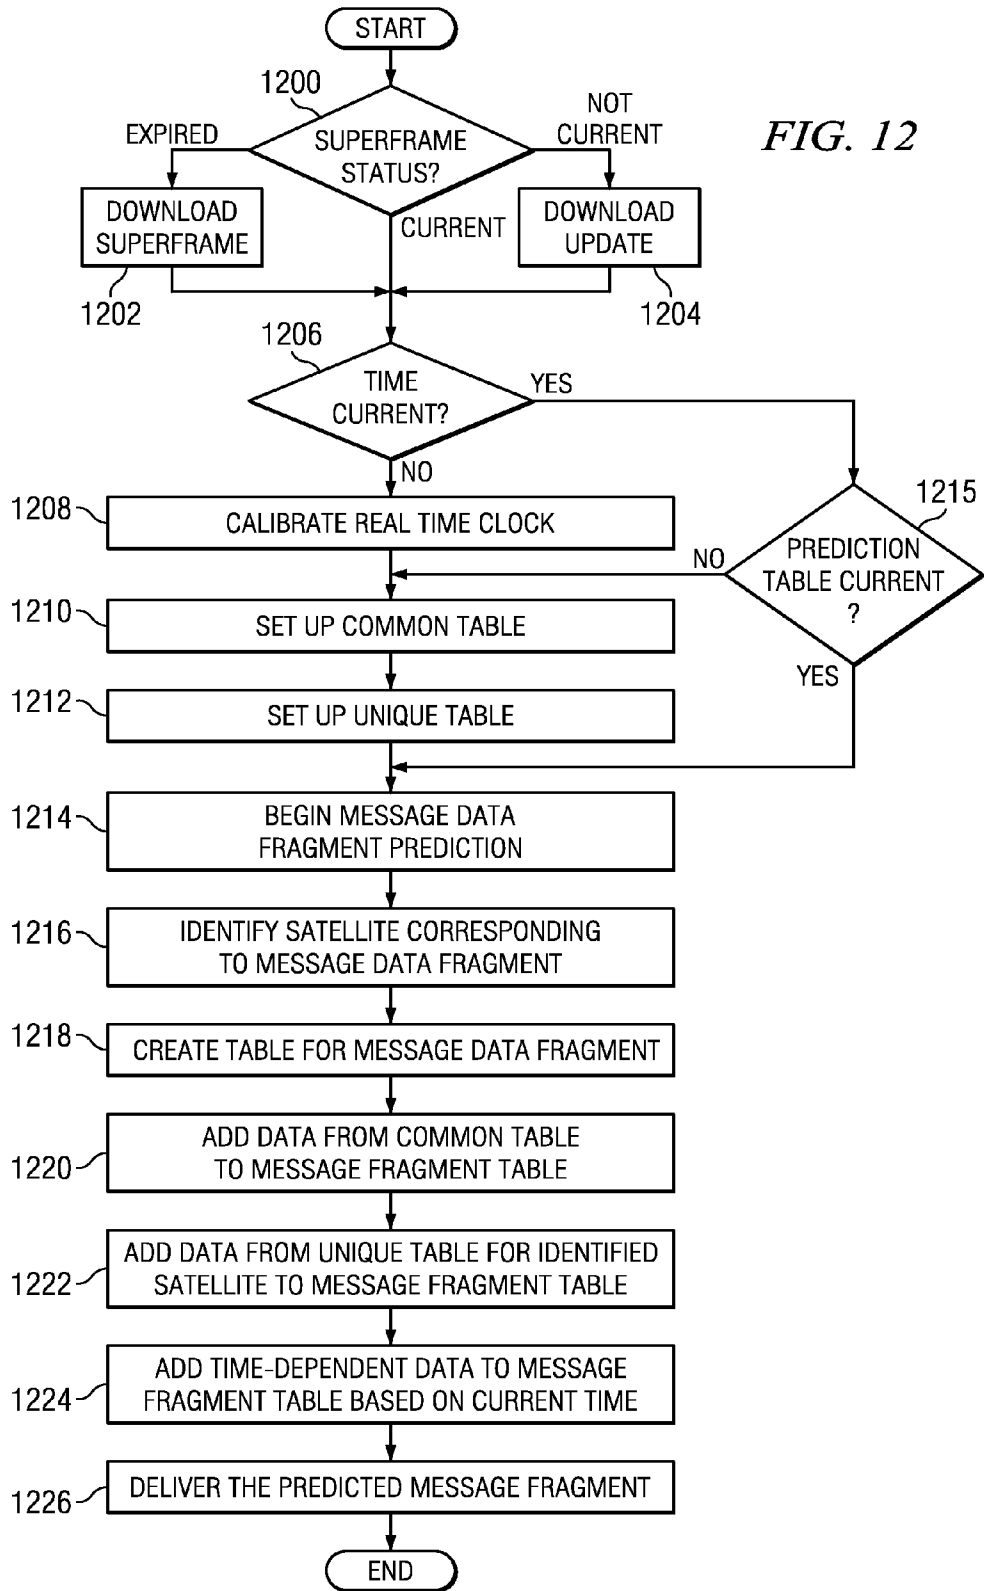 START
1200
SUPERFRAME
STATUS?
EXPIRED
NOT
CURRENT
FIG. 12
DOWNLOAD
SUPERFRAME
CURRENT
DOWNLOAD
UPDATE
1202
1204
1206
TIME
CURRENT?
YES
NO
1208
CALIBRATE REAL TIME CLOCK
1215
PREDICTION
TABLE CURRENT
?
NO
YES
1210
SET UP COMMON TABLE
1212
SET UP UNIQUE TABLE
1214
BEGIN MESSAGE DATA
FRAGMENT PREDICTION
1216
IDENTIFY SATELLITE CORRESPONDING
TO MESSAGE DATA FRAGMENT
1218
CREATE TABLE FOR MESSAGE DATA FRAGMENT
1220
ADD DATA FROM COMMON TABLE
TO MESSAGE FRAGMENT TABLE
1222
ADD DATA FROM UNIQUE TABLE FOR IDENTIFIED
SATELLITE TO MESSAGE FRAGMENT TABLE
1224
ADD TIME-DEPENDENT DATA TO MESSAGE
FRAGMENT TABLE BASED ON CURRENT TIME
1226
DELIVER THE PREDICTED MESSAGE FRAGMENT
END